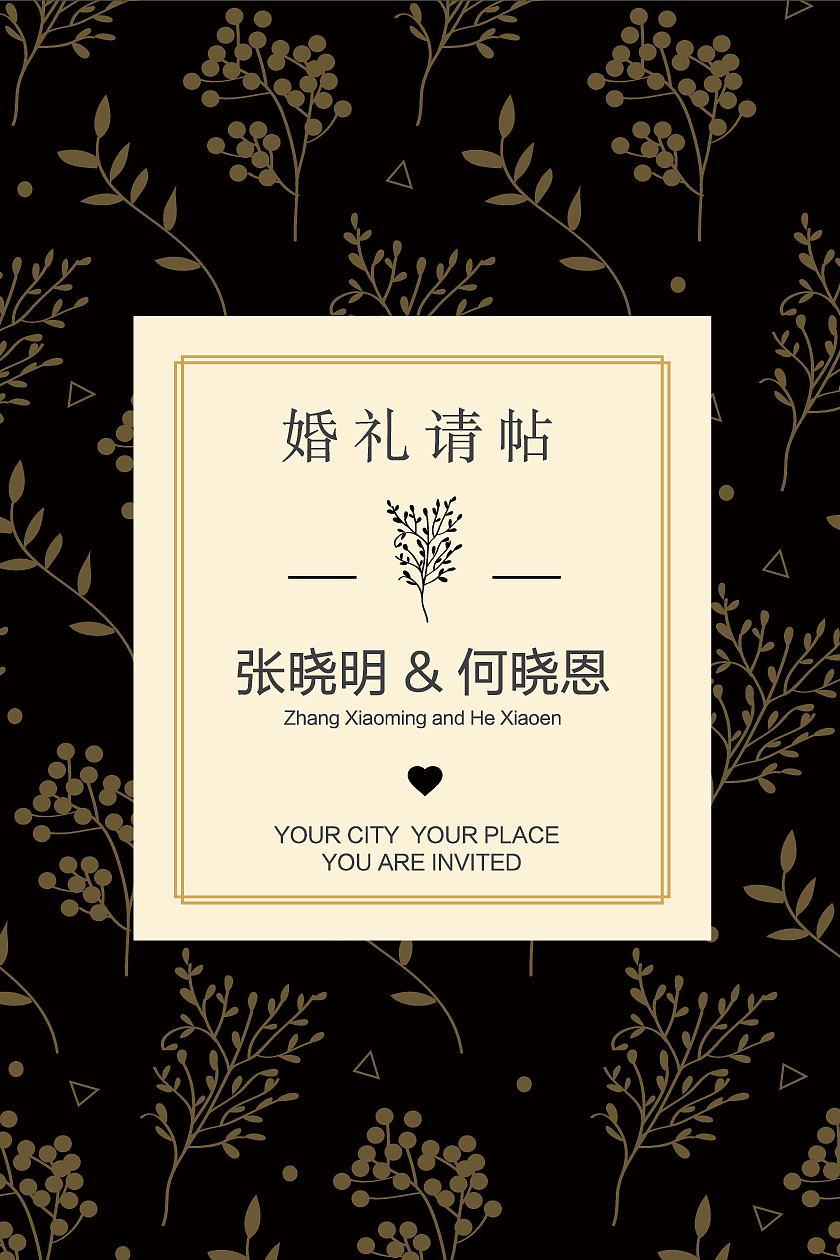 婚礼请帖
张晓明 & 何晓恩
Zhang Xiaoming and He Xiaoen
YOUR CITY YOUR PLACE
YOU ARE INVITED